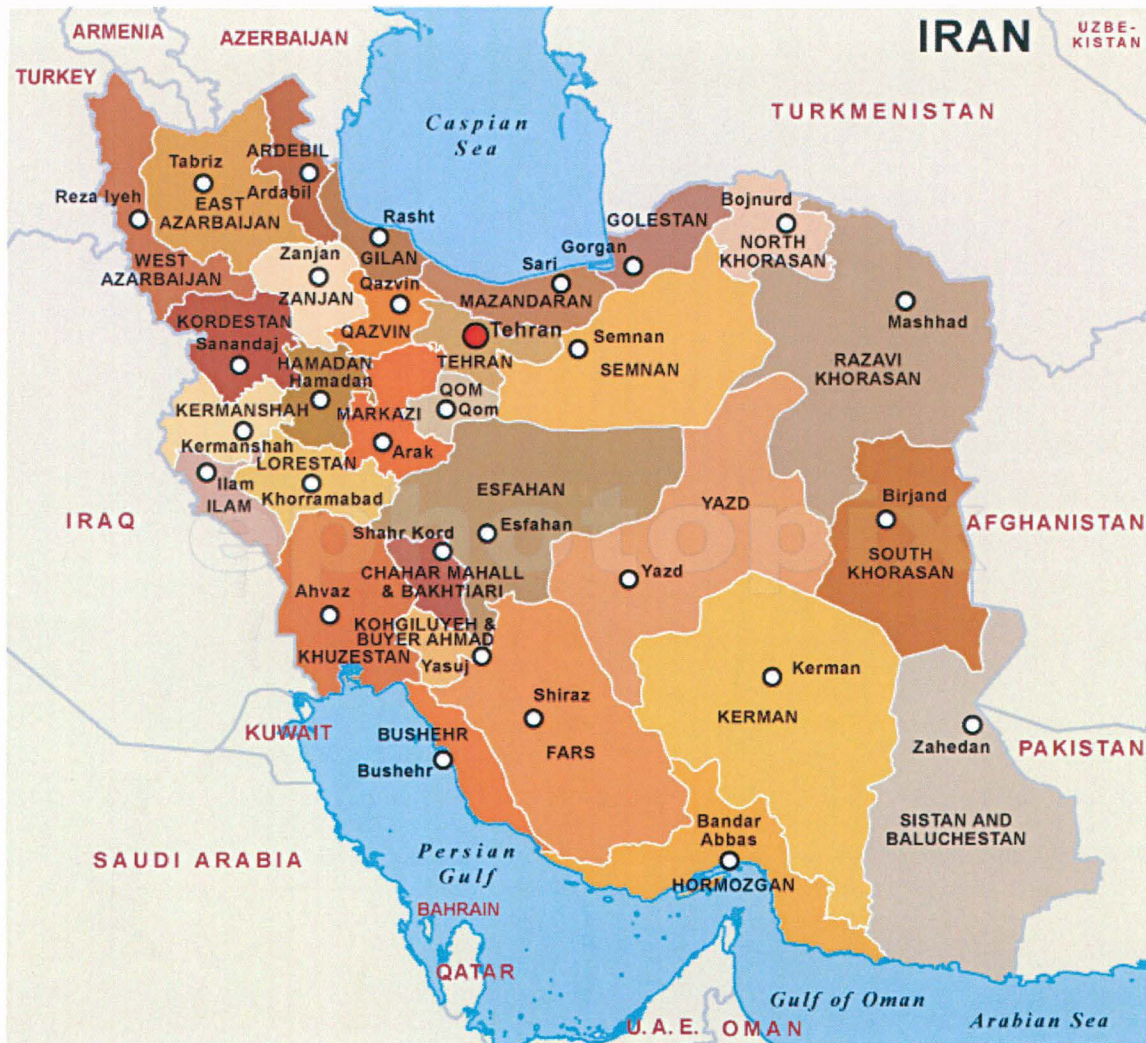 ARMENIA
AZERBAIJAN
IRAN
UZBE-
KISTAN
TURKEY
TURKMENISTAN
Caspian
Sea
Tabriz
ARDEBIL
Ardabil
Reza Iyeh
EAST
AZARBAIJAN
Rasht
GILAN
GOLESTAN
Bojnurd
NORTH
KHORASAN
Gorgan
WEST
AZARBAIJAN
Zanjan
ZANJAN
Qazvin
QAZVIN
Sari
MAZANDARAN
Mashhad
KORDESTAN
Sanandaj
Tehran
TEHRAN
Semnan
SEMNAN
RAZAVI
KHORASAN
HAMADAN
Hamadan
QOM
Qom
KERMANSHAH
Kermanshah
MARKAZI
Arak
LORESTAN
Khorramabad
Ilam
ILAM
ESFAHAN
Esfahan
YAZD
Yazd
Birjand
SOUTH
KHORASAN
IRAQ
AFGHANISTAN
ephotopix
Shahr Kord
CHAHAR MAHALL
& BAKHTIARI
Ahvaz
KHUZESTAN
KOHGILUYEH &
BUYER AHMAD
Yasuj
Kerman
KERMAN
Shiraz
FARS
KUWAIT
BUSHEHR
Bushehr
Zahedan
PAKISTAN
SISTAN AND
BALUCHESTAN
Bandar
Abbas
HORMOZGAN
SAUDI ARABIA
Persian
Gulf
BAHRAIN
QATAR
U.A.E.
OMAN
Gulf of Oman
Arabian Sea